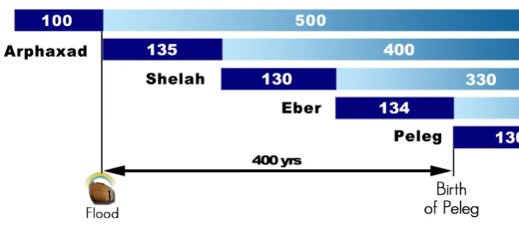 100 500
Arphaxad 135 400
Shelah 130 330
Eber 134
Peleg
400 yrs
Flood
Birth
of Peleg